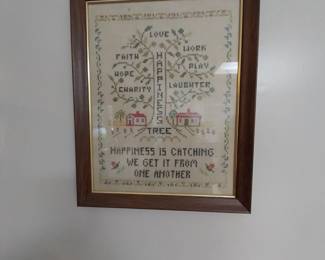 LOVE
FAITH
WORK
HOPE
PLAY
CHARITY
LAUGHTER
HAPPINESS
TREE
HAPPINESS IS CATCHING
WE GET IT FROM
ONE ANOTHER